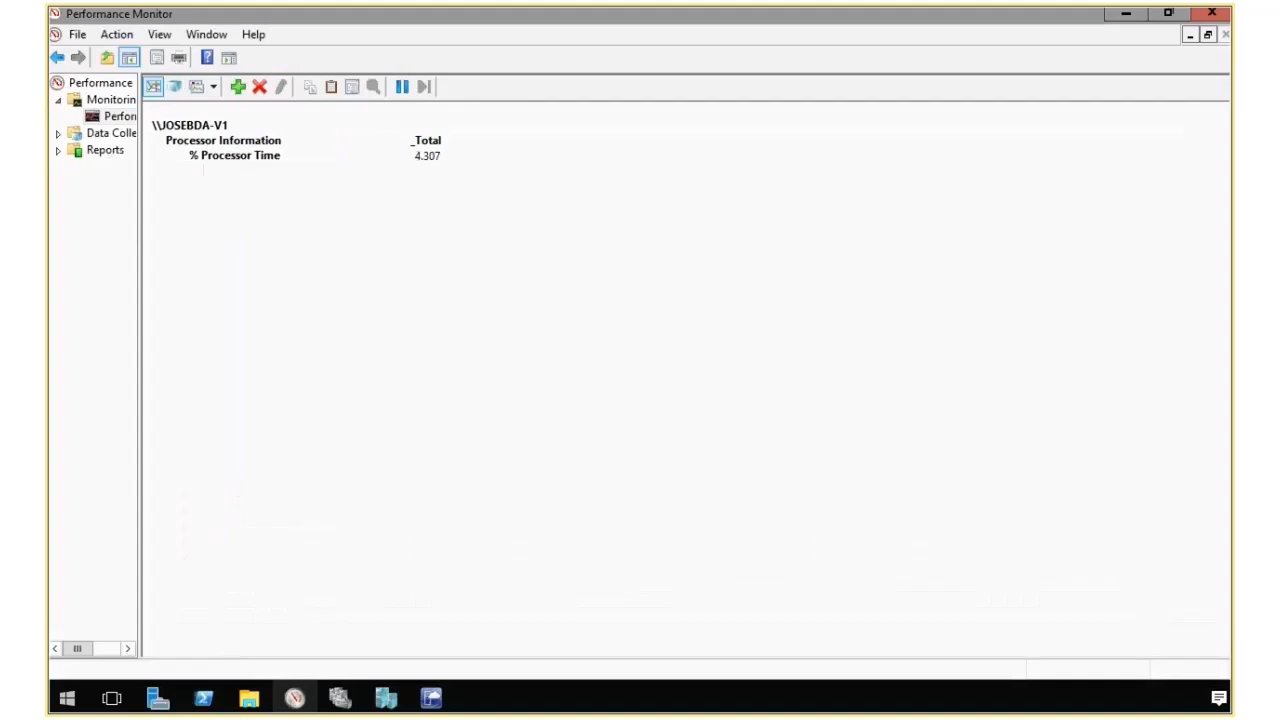 Performance Monitor
File Action View Window Help
Performance
Monitorin
Perfon
Data Colle
Reports
\\JOSEBDA-V1
Processor Information _Total
% Processor Time 4.307